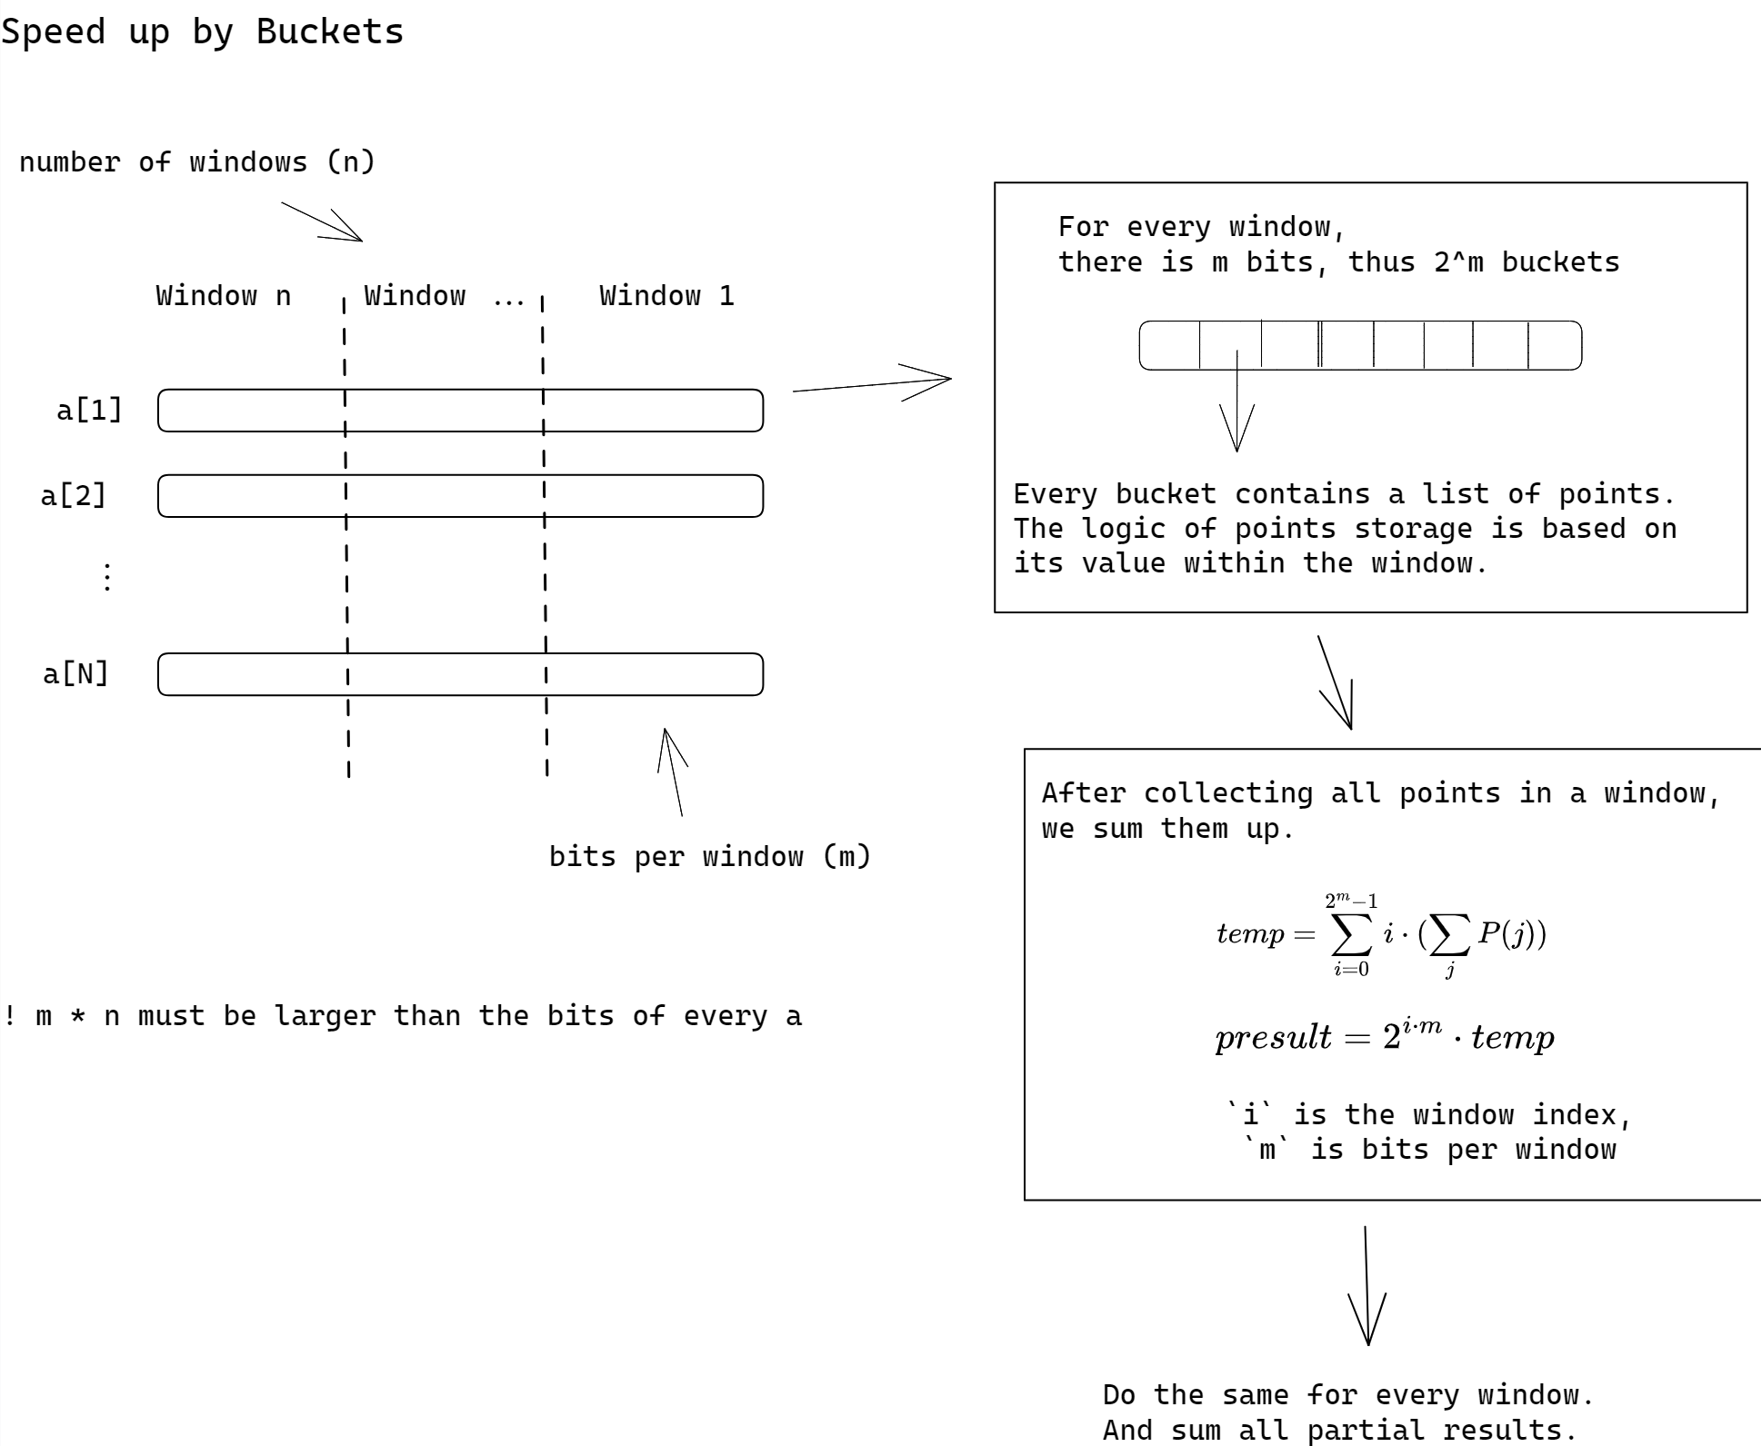 Speed up by Buckets
number of windows (n)
Window n
Window ...
Window 1
a[1]
a[2]
⋮
a[N]
bits per window (m)
! m * n must be larger than the bits of every a
For every window,
there is m bits, thus 2^m buckets
Every bucket contains a list of points.
The logic of points storage is based on
its value within the window.
After collecting all points in a window,
we sum them up.
temp = \sum_{i=0}^{2^m-1} i · (\sum_j P(j))
presult = 2^{i·m} · temp
`i` is the window index,
`m` is bits per window
Do the same for every window.
And sum all partial results.